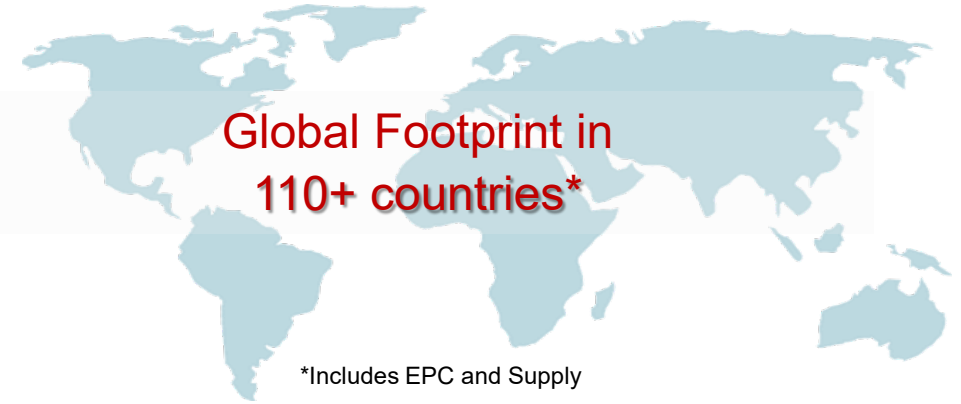 Global Footprint in
110+ countries*
*Includes EPC and Supply